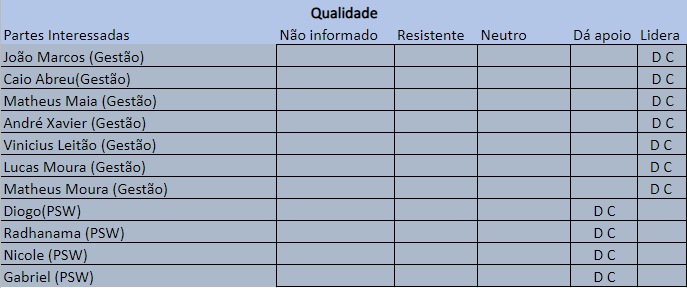 Qualidade
Partes Interessadas Não informado Resistente Neutro Dá apoio Lidera
João Marcos (Gestão) D C
Caio Abreu(Gestão) D C
Matheus Maia (Gestão) D C
André Xavier (Gestão) D C
Vinicius Leitão (Gestão) D C
Lucas Moura (Gestão) D C
Matheus Moura (Gestão) D C
Diogo(PSW) D C
Radhanama (PSW) D C
Nicole (PSW) D C
Gabriel (PSW) D C